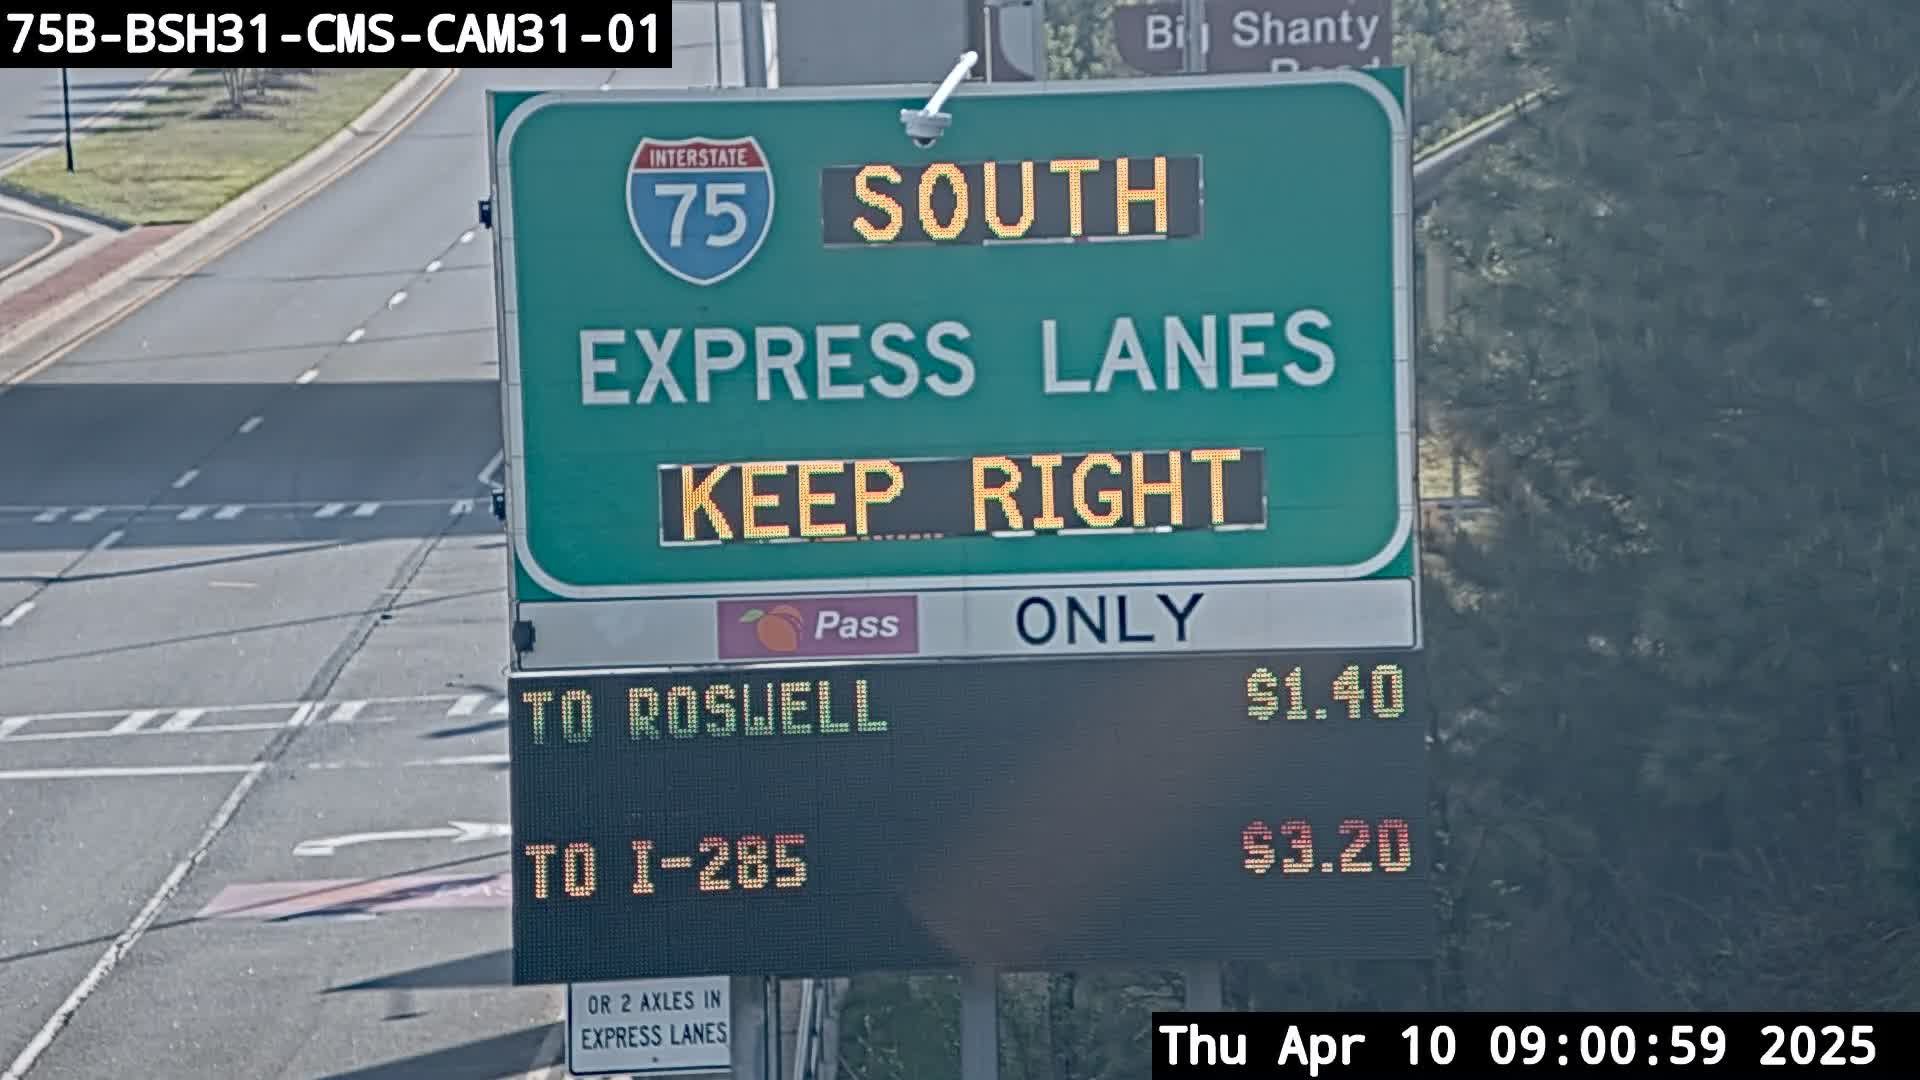 75B-BSH31-CMS-CAM31-01
Big Shanty
Road
INTERSTATE
75
SOUTH
EXPRESS LANES
KEEP RIGHT
Pass
ONLY
TO ROSWELL $1.40
TO I-285 $3.20
OR 2 AXLES IN
EXPRESS LANES
Thu Apr 10 09:00:59 2025